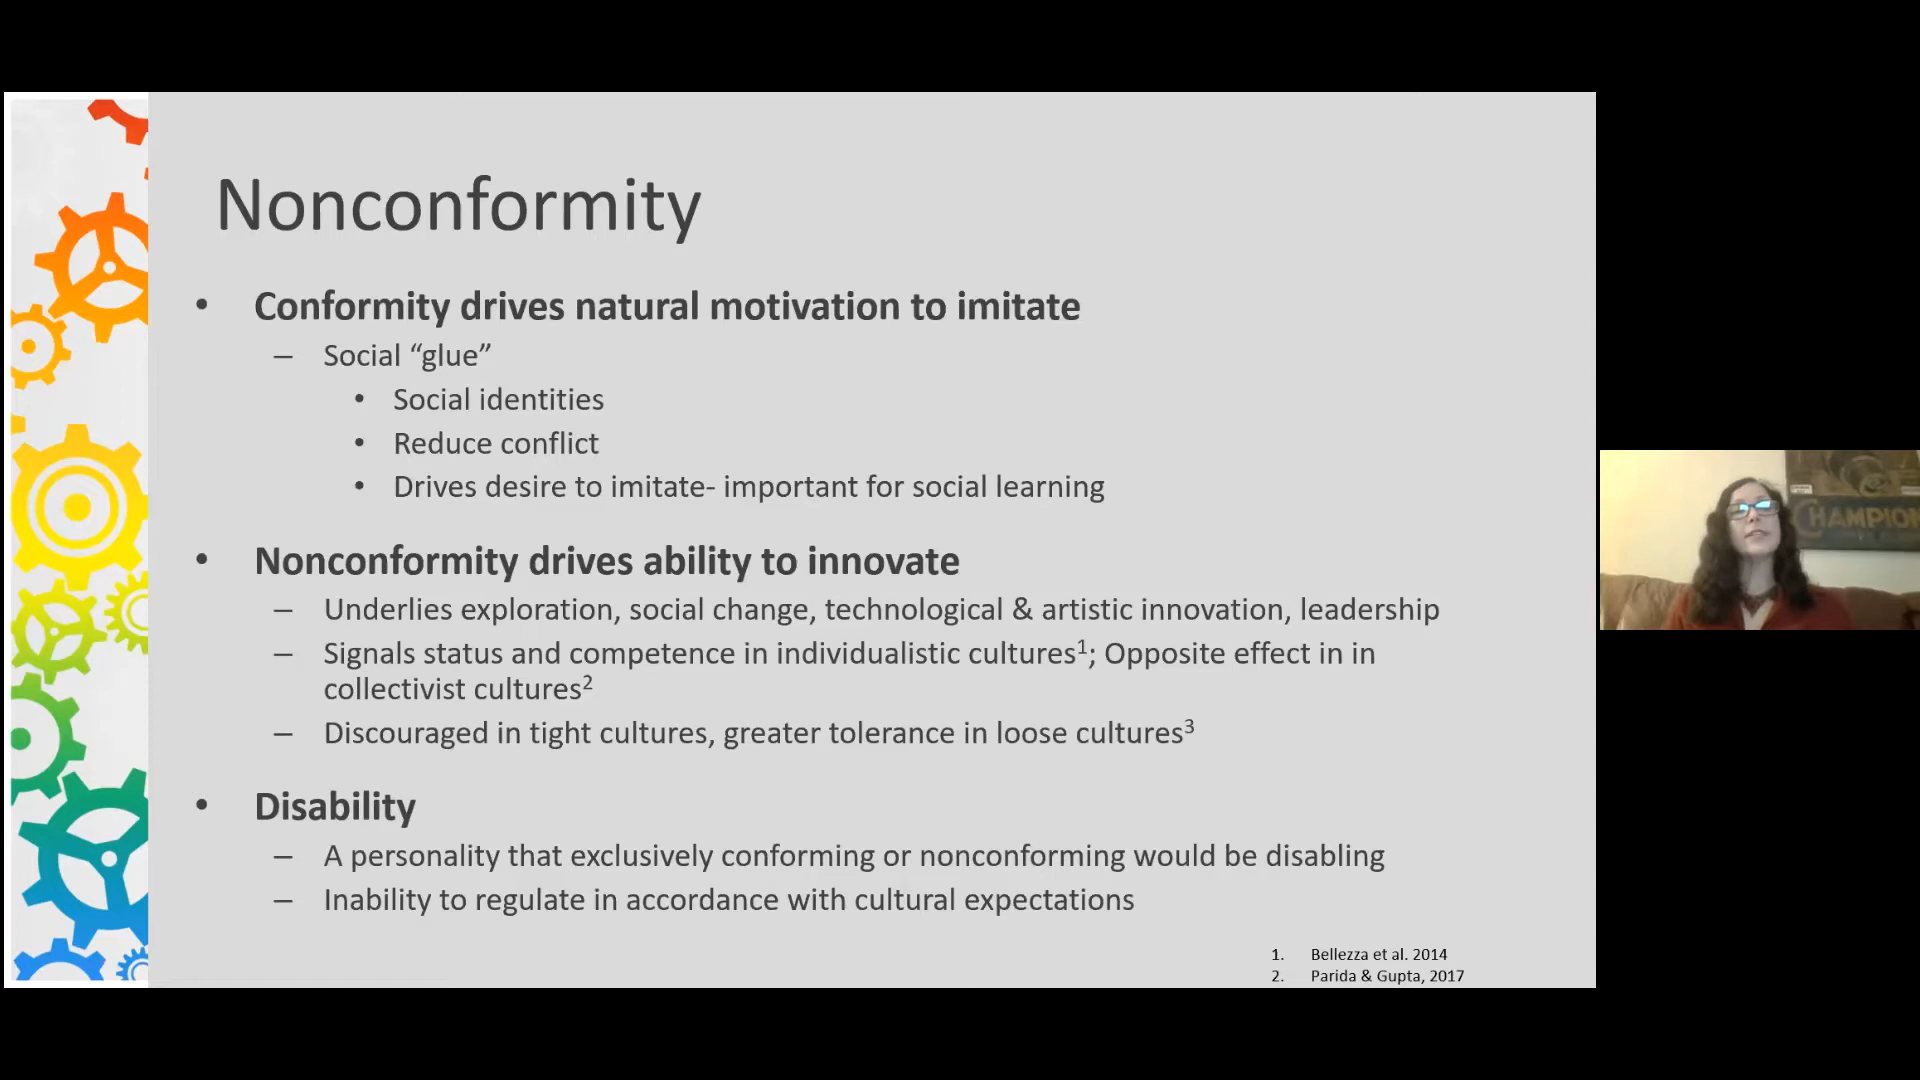 Nonconformity
• Conformity drives natural motivation to imitate
– Social “glue”
• Social identities
• Reduce conflict
• Drives desire to imitate- important for social learning
• Nonconformity drives ability to innovate
– Underlies exploration, social change, technological & artistic innovation, leadership
– Signals status and competence in individualistic cultures¹; Opposite effect in in
collectivist cultures²
– Discouraged in tight cultures, greater tolerance in loose cultures³
• Disability
– A personality that exclusively conforming or nonconforming would be disabling
– Inability to regulate in accordance with cultural expectations
1. Bellezza et al. 2014
2. Parida & Gupta, 2017
CHAMPION